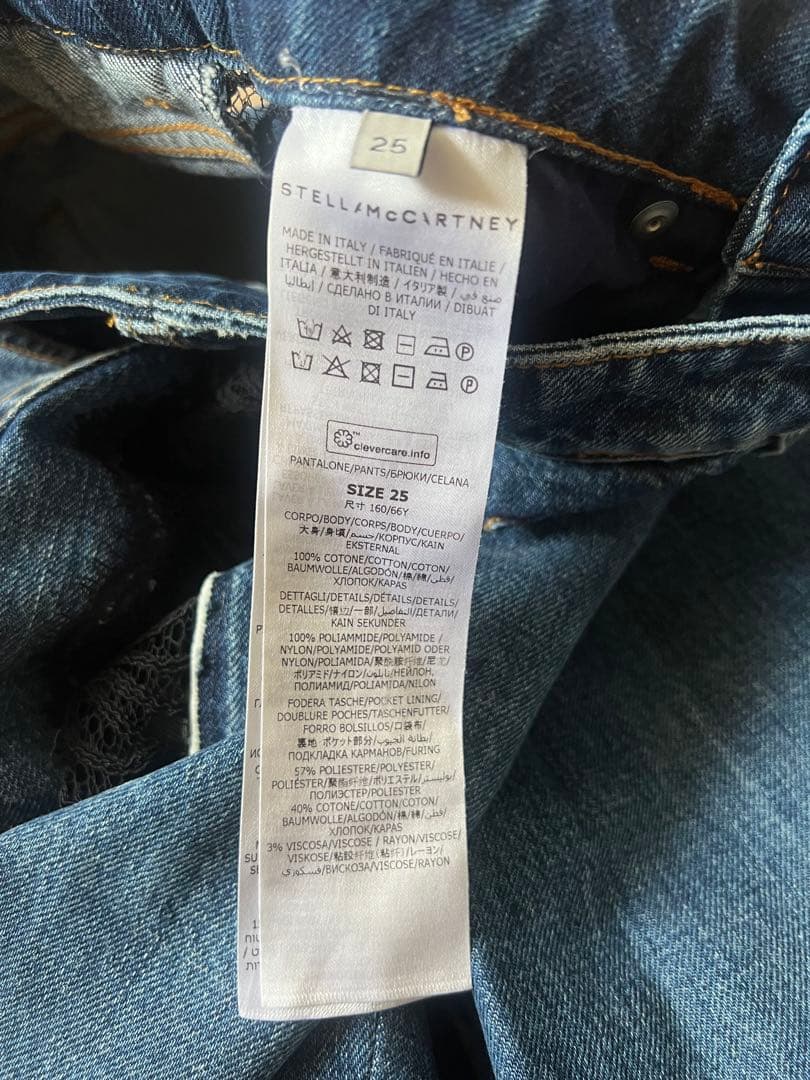 25
STELLA McCARTNEY
MADE IN ITALY / FABRIQUÉ EN ITALIE /
HERGESTELLT IN ITALIEN / HECHO EN
ITALIA / 意大利制造 / イタリア製 / صنع في
إيطاليا / СДЕЛАНО В ИТАЛИИ / DIBUAT
DI ITALY
clevercare.info
PANTALONE/PANTS/БРЮКИ/CELANA
SIZE 25
尺寸 160/66Y
CORPO/BODY/CORPS/BODY/CUERPO/
大身/身頃/جسم/КОРПУС/KAIN
EKSTERNAL
100% COTONE/COTTON/COTON/
BAUMWOLLE/ALGODÓN/棉/綿/قطن/
ХЛОПОК/KAPAS
DETTAGLI/DETAILS/DÉTAILS/DETAILS/
DETALLES/情况/一部/التفاصيل/ДЕТАЛИ/
KAIN SEKUNDER
100% POLIAMMIDE/POLYAMIDE /
NYLON/POLYAMIDE/POLYAMID ODER
NYLON/POLIAMIDA/聚酰胺纤维/尼龙/
ポリアミド/ナイロン/نايلون/НЕЙЛОН,
ПОЛИАМИД/POLIAMIDA/NILON
FODERA TASCHE/POCKET LINING/
DOUBLURE POCHES/TASCHENFUTTER/
FORRO BOLSILLOS/口袋布/
裏地 ポケット部分/بطانة الجيوب/
ПОДКЛАДКА КАРМАНОВ/FURING
57% POLIESTERE/POLYESTER/
POLIÉSTER/聚酯纤维/ポリエステル/بوليستر/
ПОЛИЭСТЕР/POLIESTER
40% COTONE/COTTON/COTON/
BAUMWOLLE/ALGODÓN/棉/綿/قطن/
ХЛОПОК/KAPAS
3% VISCOSA/VISCOSE / RAYON/VISCOSE/
VISKOSE/粘胶纤维(粘纤)/レーヨン/
فسكوزي/ВИСКОЗА/VISCOSE/RAYON